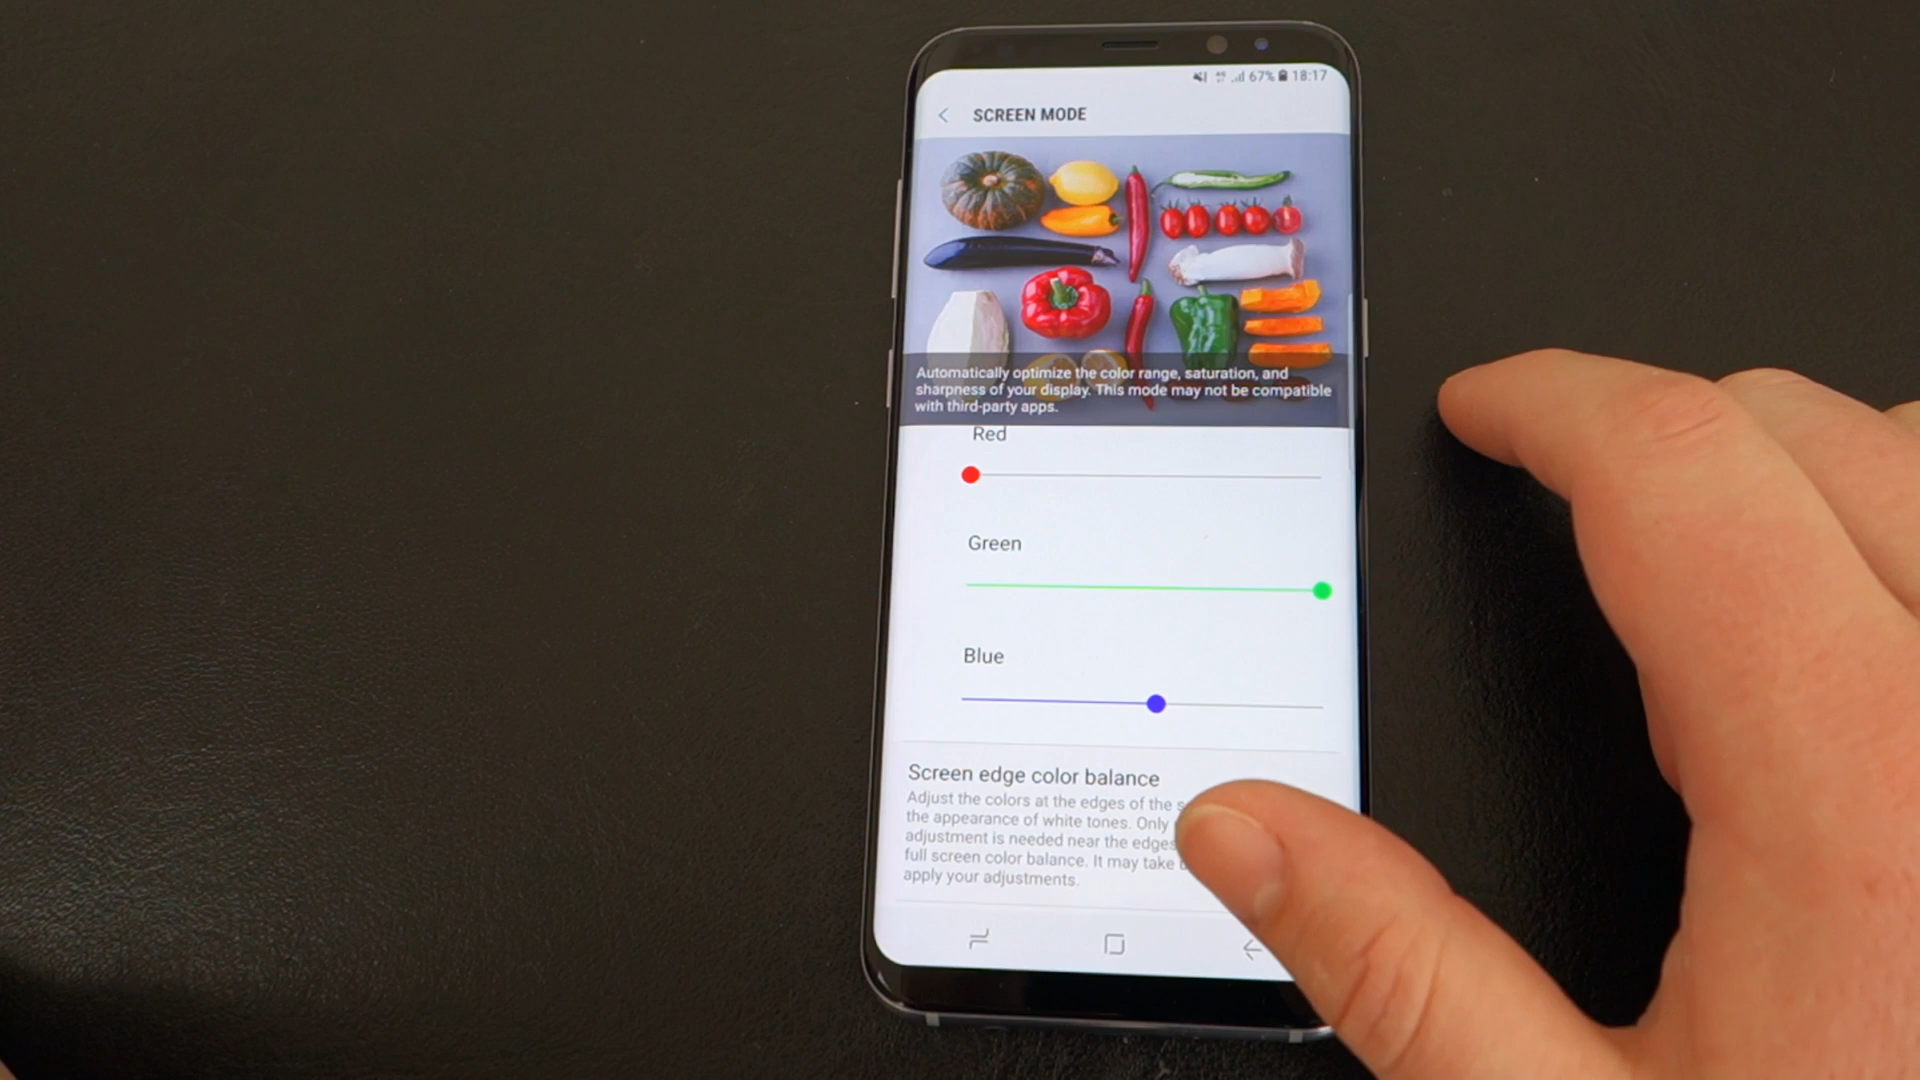 67% 18:17
SCREEN MODE
Automatically optimize the color range, saturation, and
sharpness of your display. This mode may not be compatible
with third-party apps.
Red
Green
Blue
Screen edge color balance
Adjust the colors at the edges of the
the appearance of white tones. Only
adjustment is needed near the edges
full screen color balance. It may take
apply your adjustments.